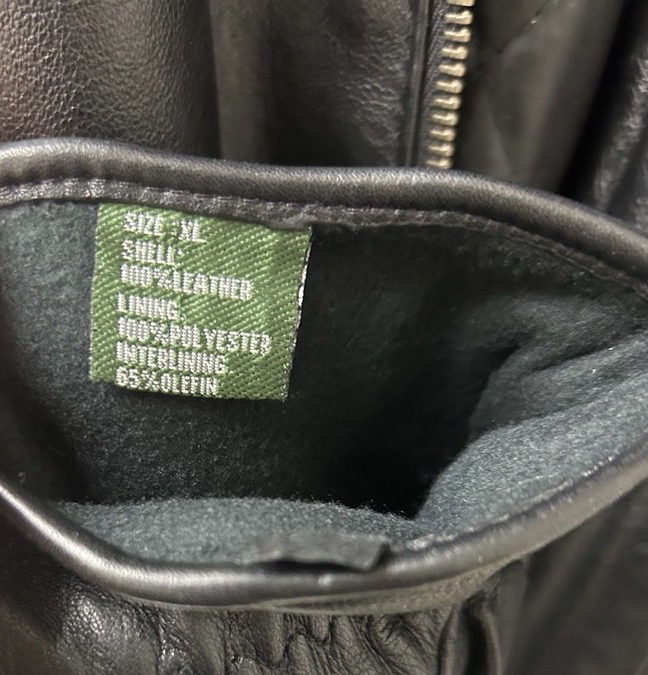 SIZE: XL
SHELL:
100%LEATHER
LINING:
100%POLYESTER
INTERLINING
65%OLEFIN